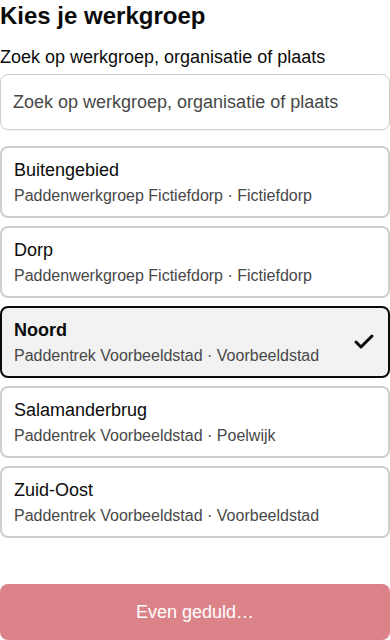 Kies je werkgroep
Zoek op werkgroep, organisatie of plaats
Zoek op werkgroep, organisatie of plaats
Buitengebied
Paddenwerkgroep Fictiefdorp · Fictiefdorp
Dorp
Paddenwerkgroep Fictiefdorp · Fictiefdorp
Noord
Paddentrek Voorbeeldstad · Voorbeeldstad
Salamanderbrug
Paddentrek Voorbeeldstad · Poelwijk
Zuid-Oost
Paddentrek Voorbeeldstad · Voorbeeldstad
Even geduld…